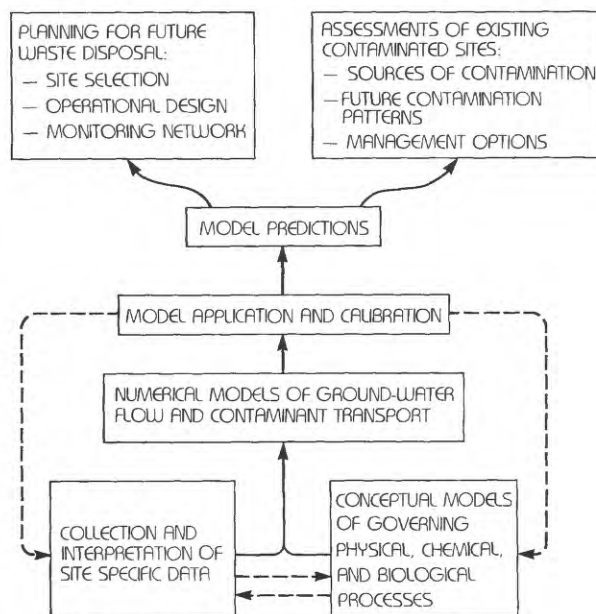 PLANNING FOR FUTURE
WASTE DISPOSAL:
— SITE SELECTION
— OPERATIONAL DESIGN
— MONITORING NETWORK
ASSESSMENTS OF EXISTING
CONTAMINATED SITES:
— SOURCES OF CONTAMINATION
—FUTURE CONTAMINATION
PATTERNS
— MANAGEMENT OPTIONS
MODEL PREDICTIONS
MODEL APPLICATION AND CALIBRATION
NUMERICAL MODELS OF GROUND-WATER
FLOW AND CONTAMINANT TRANSPORT
COLLECTION AND
INTERPRETATION OF
SITE SPECIFIC DATA
CONCEPTUAL MODELS
OF GOVERNING
PHYSICAL, CHEMICAL,
AND BIOLOGICAL
PROCESSES